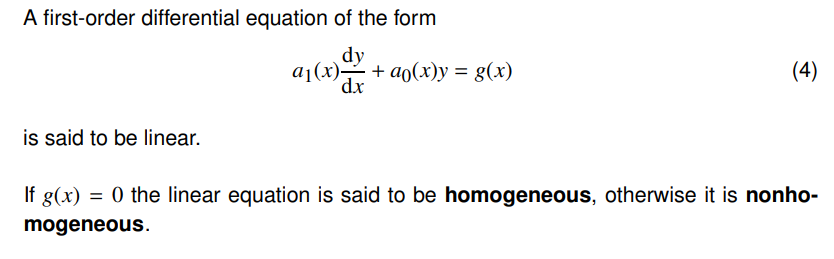 A first-order differential equation of the form
a₁(x) dy/dx + a₀(x)y = g(x) (4)
is said to be linear.
If g(x) = 0 the linear equation is said to be homogeneous, otherwise it is nonho-
mogeneous.